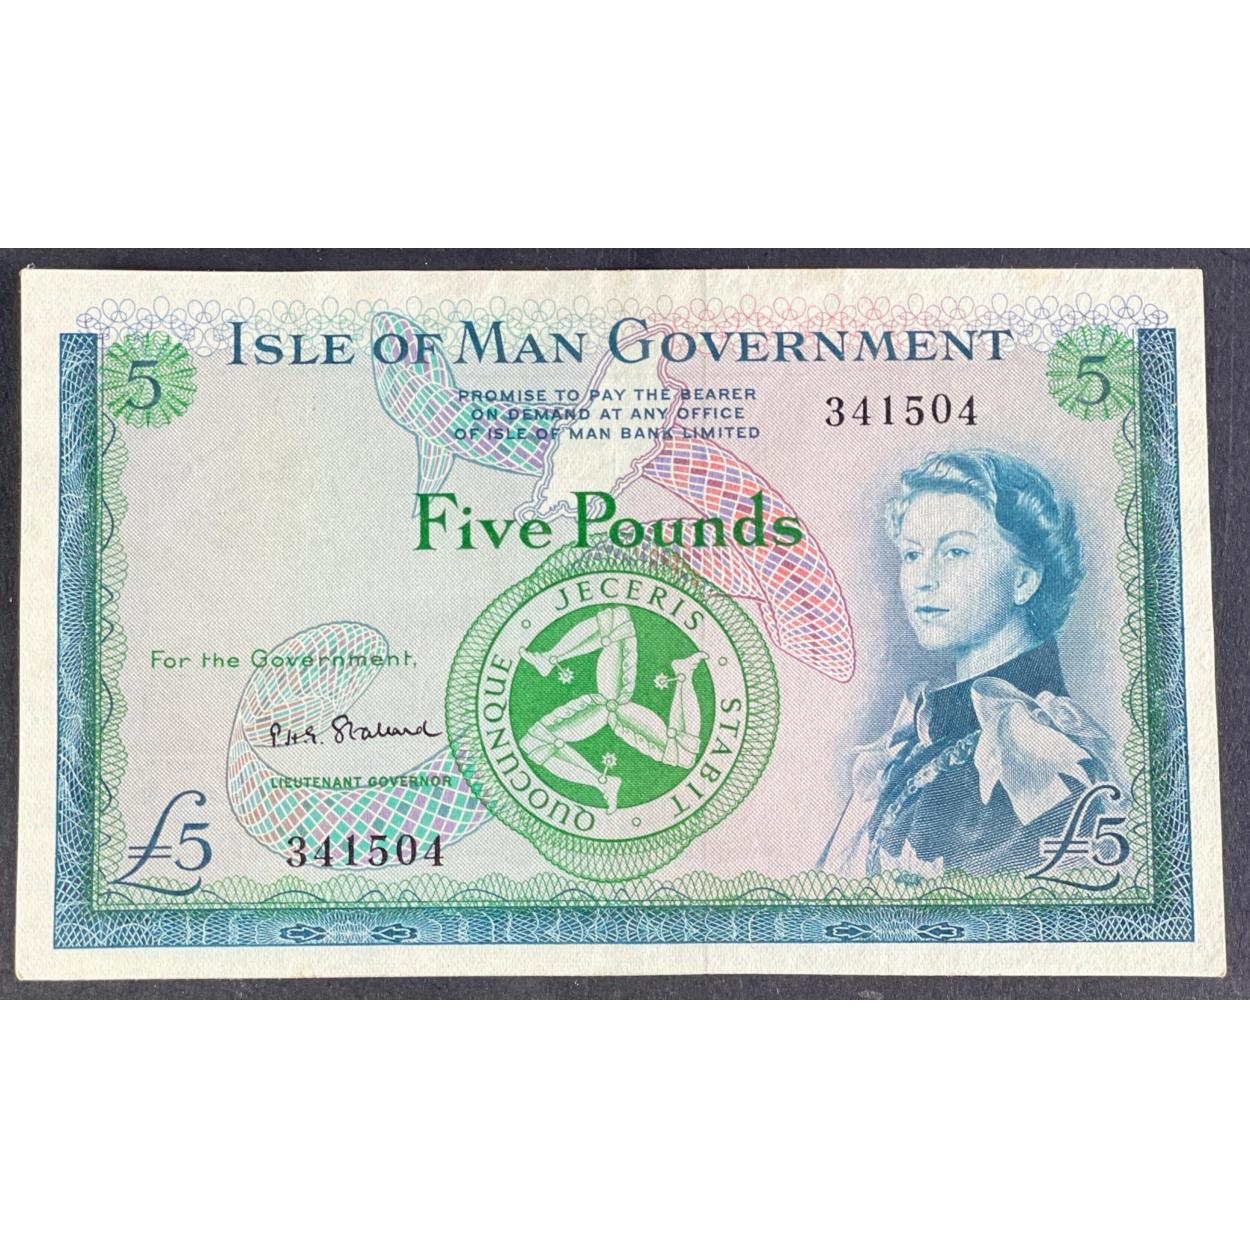 ISLE OF MAN GOVERNMENT
5
5
PROMISE TO PAY THE BEARER
ON DEMAND AT ANY OFFICE
OF ISLE OF MAN BANK LIMITED
341504
Five Pounds
QUOCUNQUE JECERIS STABIT
For the Government,
P.H.G. Stallard
LIEUTENANT GOVERNOR
£5
341504
£5